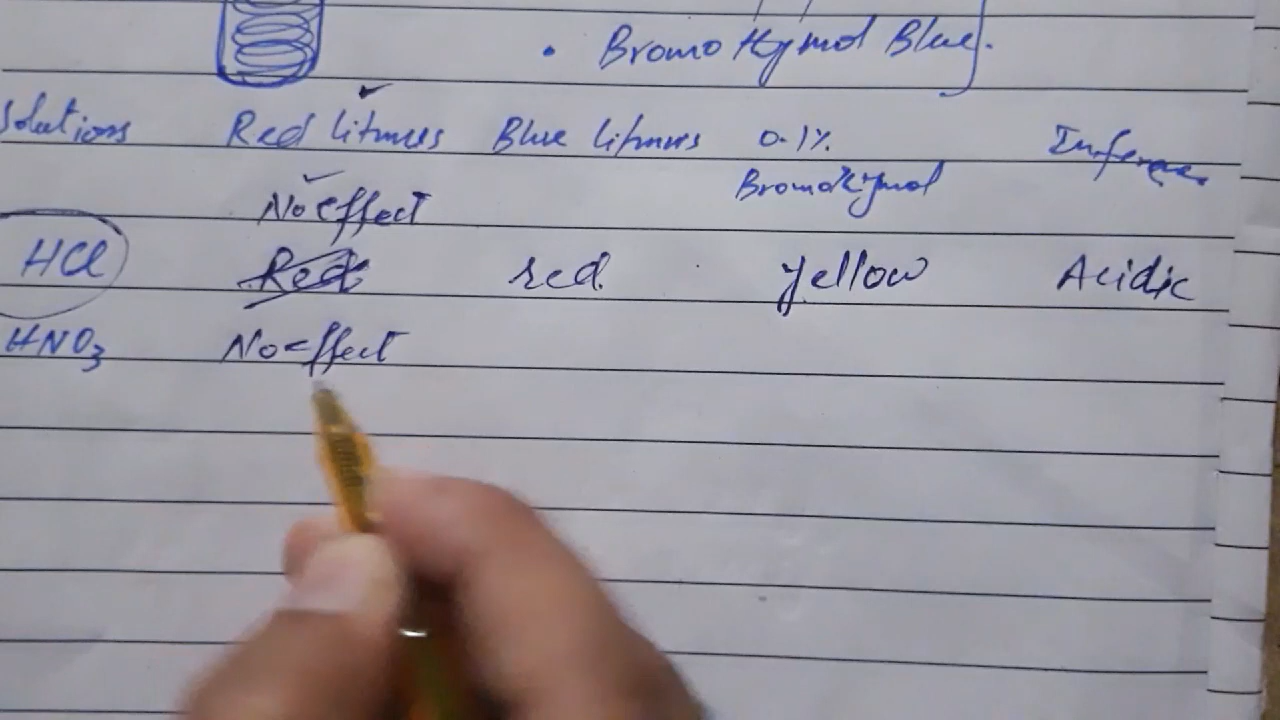 • Bromo thymol Blue.
Solutions Red litmus Blue litmus 0.1% Inference
Bromothymol
No effect
HCl Red red yellow Acidic
HNO3 No effect